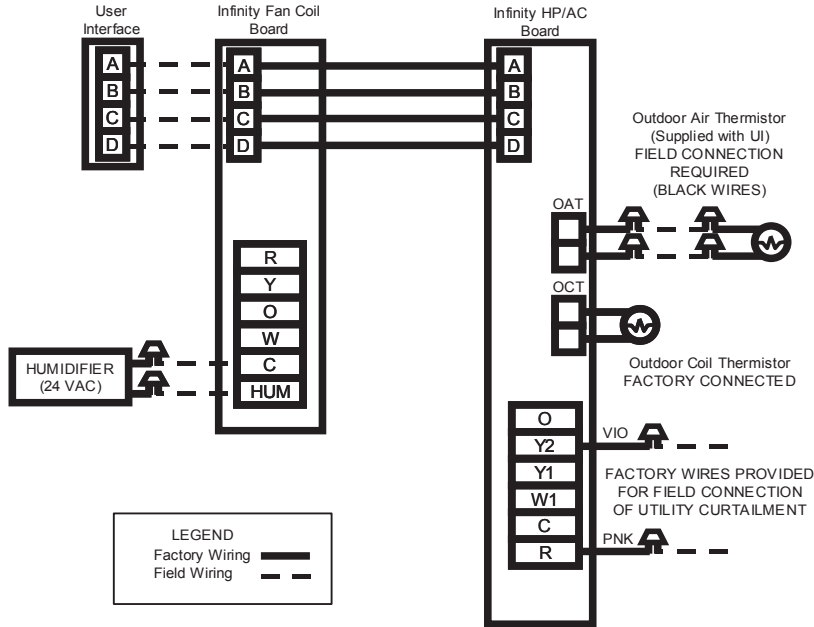 User
Interface
A
B
C
D
Infinity Fan Coil
Board
A
B
C
D
R
Y
O
W
C
HUM
HUMIDIFIER
(24 VAC)
Infinity HP/AC
Board
A
B
C
D
OAT
Outdoor Air Thermistor
(Supplied with UI)
FIELD CONNECTION
REQUIRED
(BLACK WIRES)
OCT
Outdoor Coil Thermistor
FACTORY CONNECTED
O
Y2
Y1
W1
C
R
VIO
FACTORY WIRES PROVIDED
FOR FIELD CONNECTION
OF UTILITY CURTAILMENT
PNK
LEGEND
Factory Wiring
Field Wiring